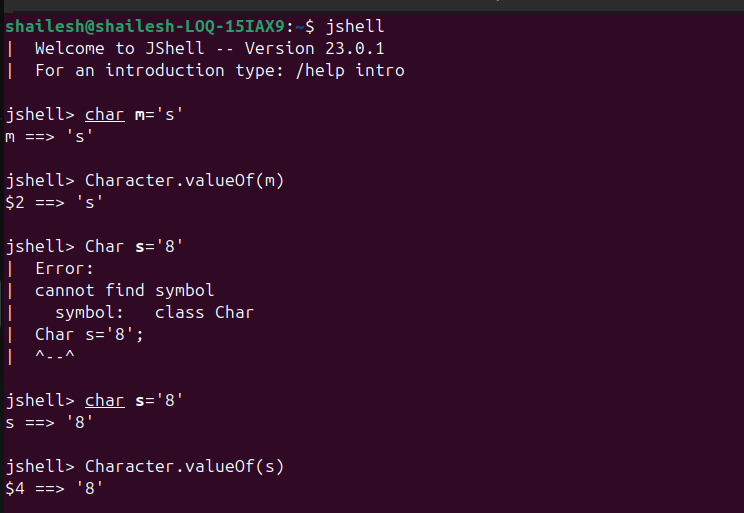 shailesh@shailesh-LOQ-15IAX9:~$ jshell
|  Welcome to JShell -- Version 23.0.1
|  For an introduction type: /help intro
jshell> char m='s'
m ==> 's'
jshell> Character.valueOf(m)
$2 ==> 's'
jshell> Char s='8'
|  Error:
|  cannot find symbol
|    symbol:   class Char
|  Char s='8';
|  ^--^
jshell> char s='8'
s ==> '8'
jshell> Character.valueOf(s)
$4 ==> '8'